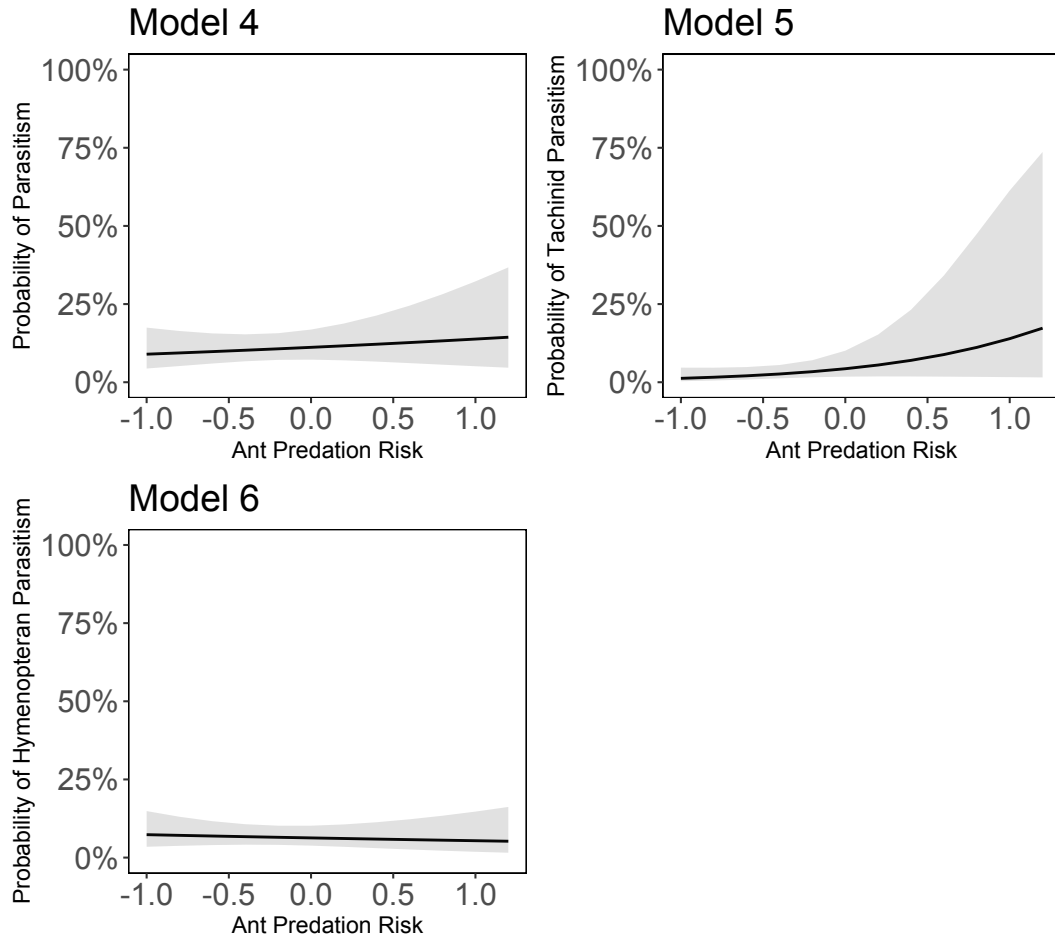 Model 4
Probability of Parasitism
100%
75%
50%
25%
0%
-1.0 -0.5 0.0 0.5 1.0
Ant Predation Risk
Model 5
Probability of Tachinid Parasitism
100%
75%
50%
25%
0%
-1.0 -0.5 0.0 0.5 1.0
Ant Predation Risk
Model 6
Probability of Hymenopteran Parasitism
100%
75%
50%
25%
0%
-1.0 -0.5 0.0 0.5 1.0
Ant Predation Risk